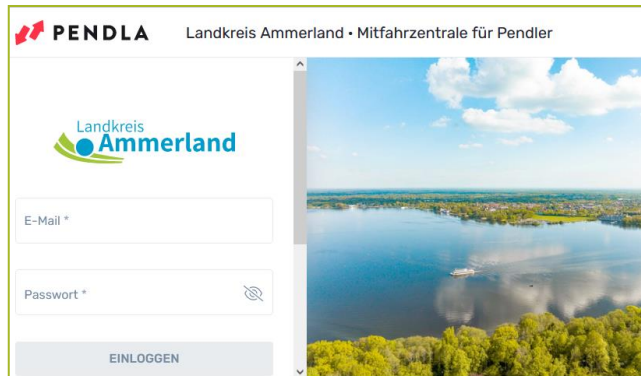 PENDLA
Landkreis Ammerland • Mitfahrzentrale für Pendler
Landkreis
Ammerland
E-Mail *
Passwort *
EINLOGGEN